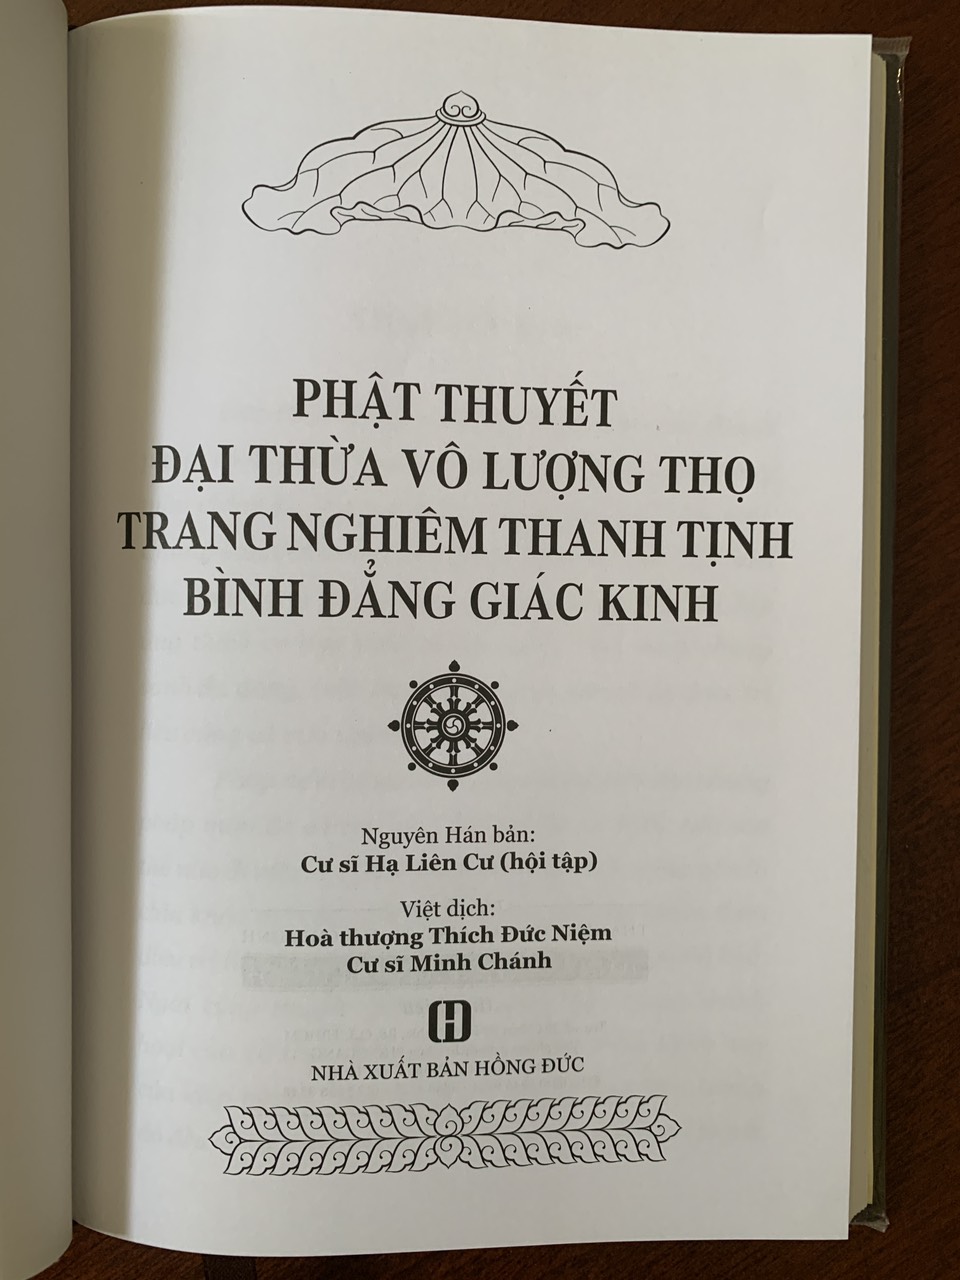 PHẬT THUYẾT
ĐẠI THỪA VÔ LƯỢNG THỌ
TRANG NGHIÊM THANH TỊNH
BÌNH ĐẲNG GIÁC KINH
Nguyên Hán bản:
Cư sĩ Hạ Liên Cư (hội tập)
Việt dịch:
Hoà thượng Thích Đức Niệm
Cư sĩ Minh Chánh
NHÀ XUẤT BẢN HỒNG ĐỨC